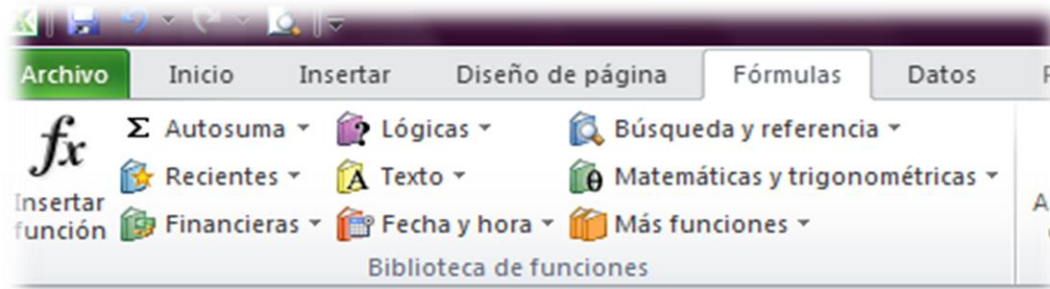 Archivo Inicio Insertar Diseño de página Fórmulas Datos
fx Insertar función
Σ Autosuma Lógicas Búsqueda y referencia
Recientes Texto Matemáticas y trigonométricas
Financieras Fecha y hora Más funciones
Biblioteca de funciones